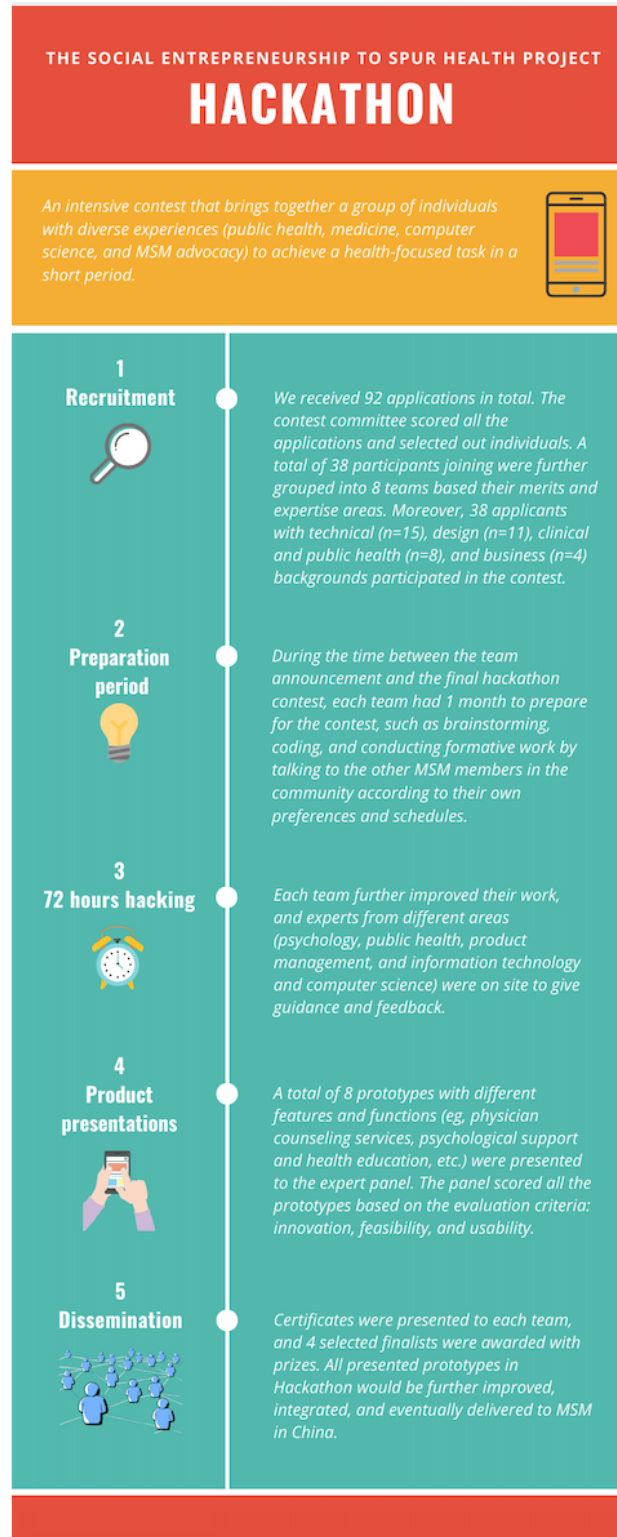 THE SOCIAL ENTREPRENEURSHIP TO SPUR HEALTH PROJECT
HACKATHON
An intensive contest that brings together a group of individuals
with diverse experiences (public health, medicine, computer
science, and MSM advocacy) to achieve a health-focused task in a
short period.
1
Recruitment
We received 92 applications in total. The
contest committee scored all the
applications and selected out individuals. A
total of 38 participants joining were further
grouped into 8 teams based their merits and
expertise areas. Moreover, 38 applicants
with technical (n=15), design (n=11), clinical
and public health (n=8), and business (n=4)
backgrounds participated in the contest.
2
Preparation
period
During the time between the team
announcement and the final hackathon
contest, each team had 1 month to prepare
for the contest, such as brainstorming,
coding, and conducting formative work by
talking to the other MSM members in the
community according to their own
preferences and schedules.
3
72 hours hacking
Each team further improved their work,
and experts from different areas
(psychology, public health, product
management, and information technology
and computer science) were on site to give
guidance and feedback.
4
Product
presentations
A total of 8 prototypes with different
features and functions (eg, physician
counseling services, psychological support
and health education, etc.) were presented
to the expert panel. The panel scored all the
prototypes based on the evaluation criteria:
innovation, feasibility, and usability.
5
Dissemination
Certificates were presented to each team,
and 4 selected finalists were awarded with
prizes. All presented prototypes in
Hackathon would be further improved,
integrated, and eventually delivered to MSM
in China.